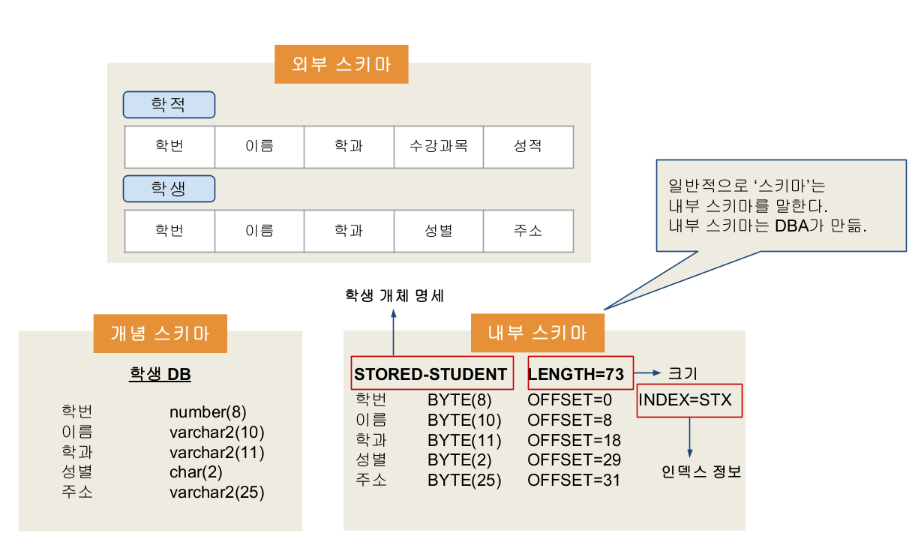 외부 스키마
학적
학번 이름 학과 수강과목 성적
학생
학번 이름 학과 성별 주소
일반적으로 ‘스키마’는
내부 스키마를 말한다.
내부 스키마는 DBA가 만듦.
학생 개체 명세
개념 스키마
학생 DB
학번 number(8)
이름 varchar2(10)
학과 varchar2(11)
성별 char(2)
주소 varchar2(25)
내부 스키마
STORED-STUDENT LENGTH=73 크기
학번 BYTE(8) OFFSET=0 INDEX=STX
이름 BYTE(10) OFFSET=8
학과 BYTE(11) OFFSET=18
성별 BYTE(2) OFFSET=29
주소 BYTE(25) OFFSET=31
인덱스 정보